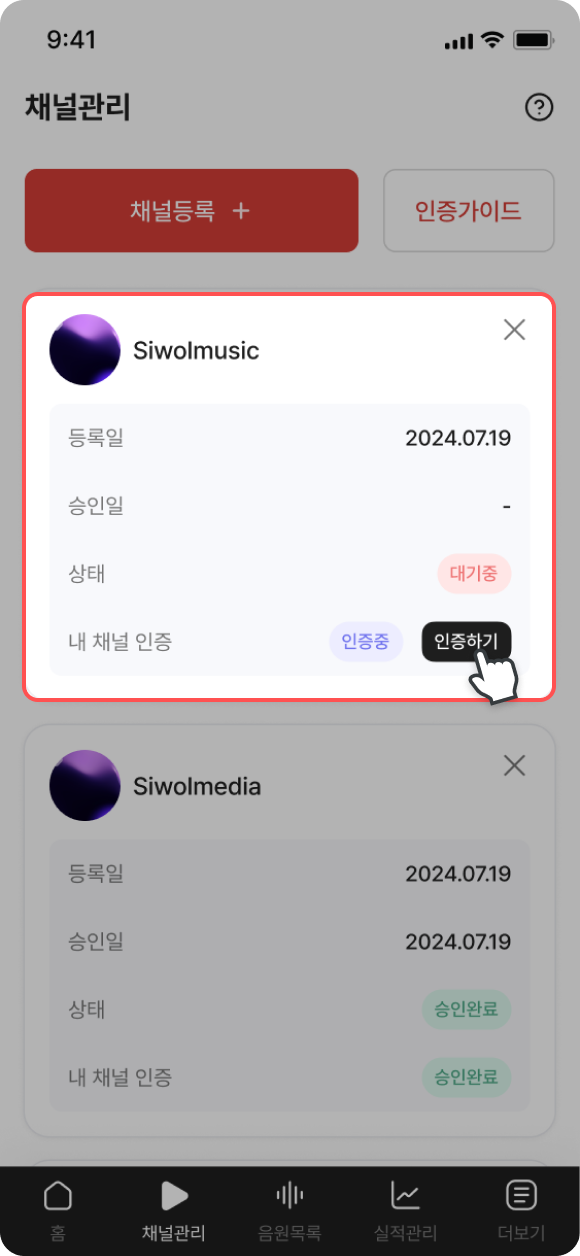 9:41
채널관리
채널등록 +
인증가이드
Siwolmusic
등록일 2024.07.19
승인일 -
상태 대기중
내 채널 인증 인증중 인증하기
Siwolmedia
등록일 2024.07.19
승인일 2024.07.19
상태 승인완료
내 채널 인증 승인완료
홈 채널관리 음원목록 실적관리 더보기